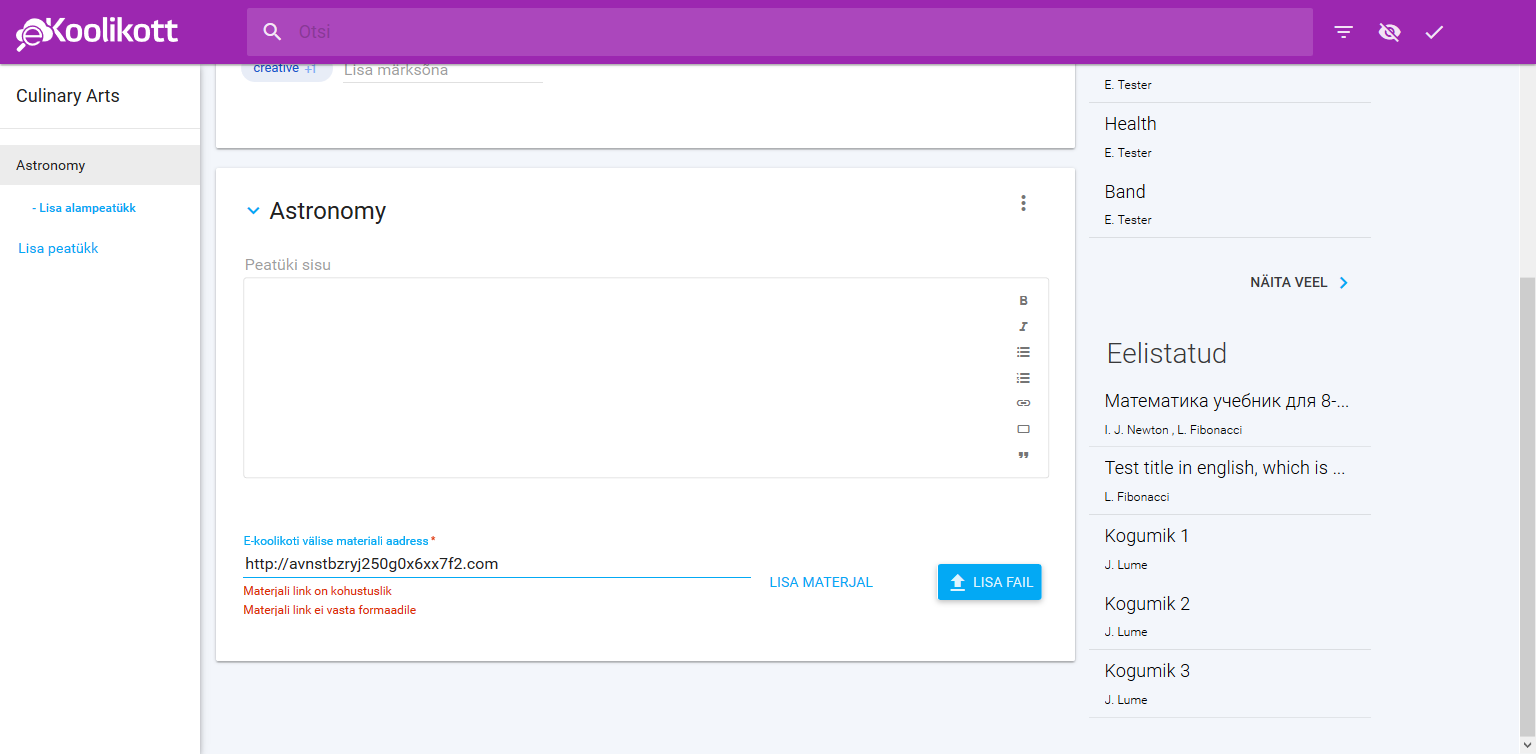 eKoolikott
Otsi
Culinary Arts
Astronomy
- Lisa alampeatükk
Lisa peatükk
creative +1
Lisa märksõna
Astronomy
Peatüki sisu
B
I
E-koolikoti välise materiali aadress *
http://avnstbzryj250g0x6xx7f2.com
Materjali link on kohustuslik
Materjali link ei vasta formaadile
LISA MATERJAL
LISA FAIL
E. Tester
Health
E. Tester
Band
E. Tester
NÄITA VEEL
Eelistatud
Математика учебник для 8-...
I. J. Newton , L. Fibonacci
Test title in english, which is ...
L. Fibonacci
Kogumik 1
J. Lume
Kogumik 2
J. Lume
Kogumik 3
J. Lume